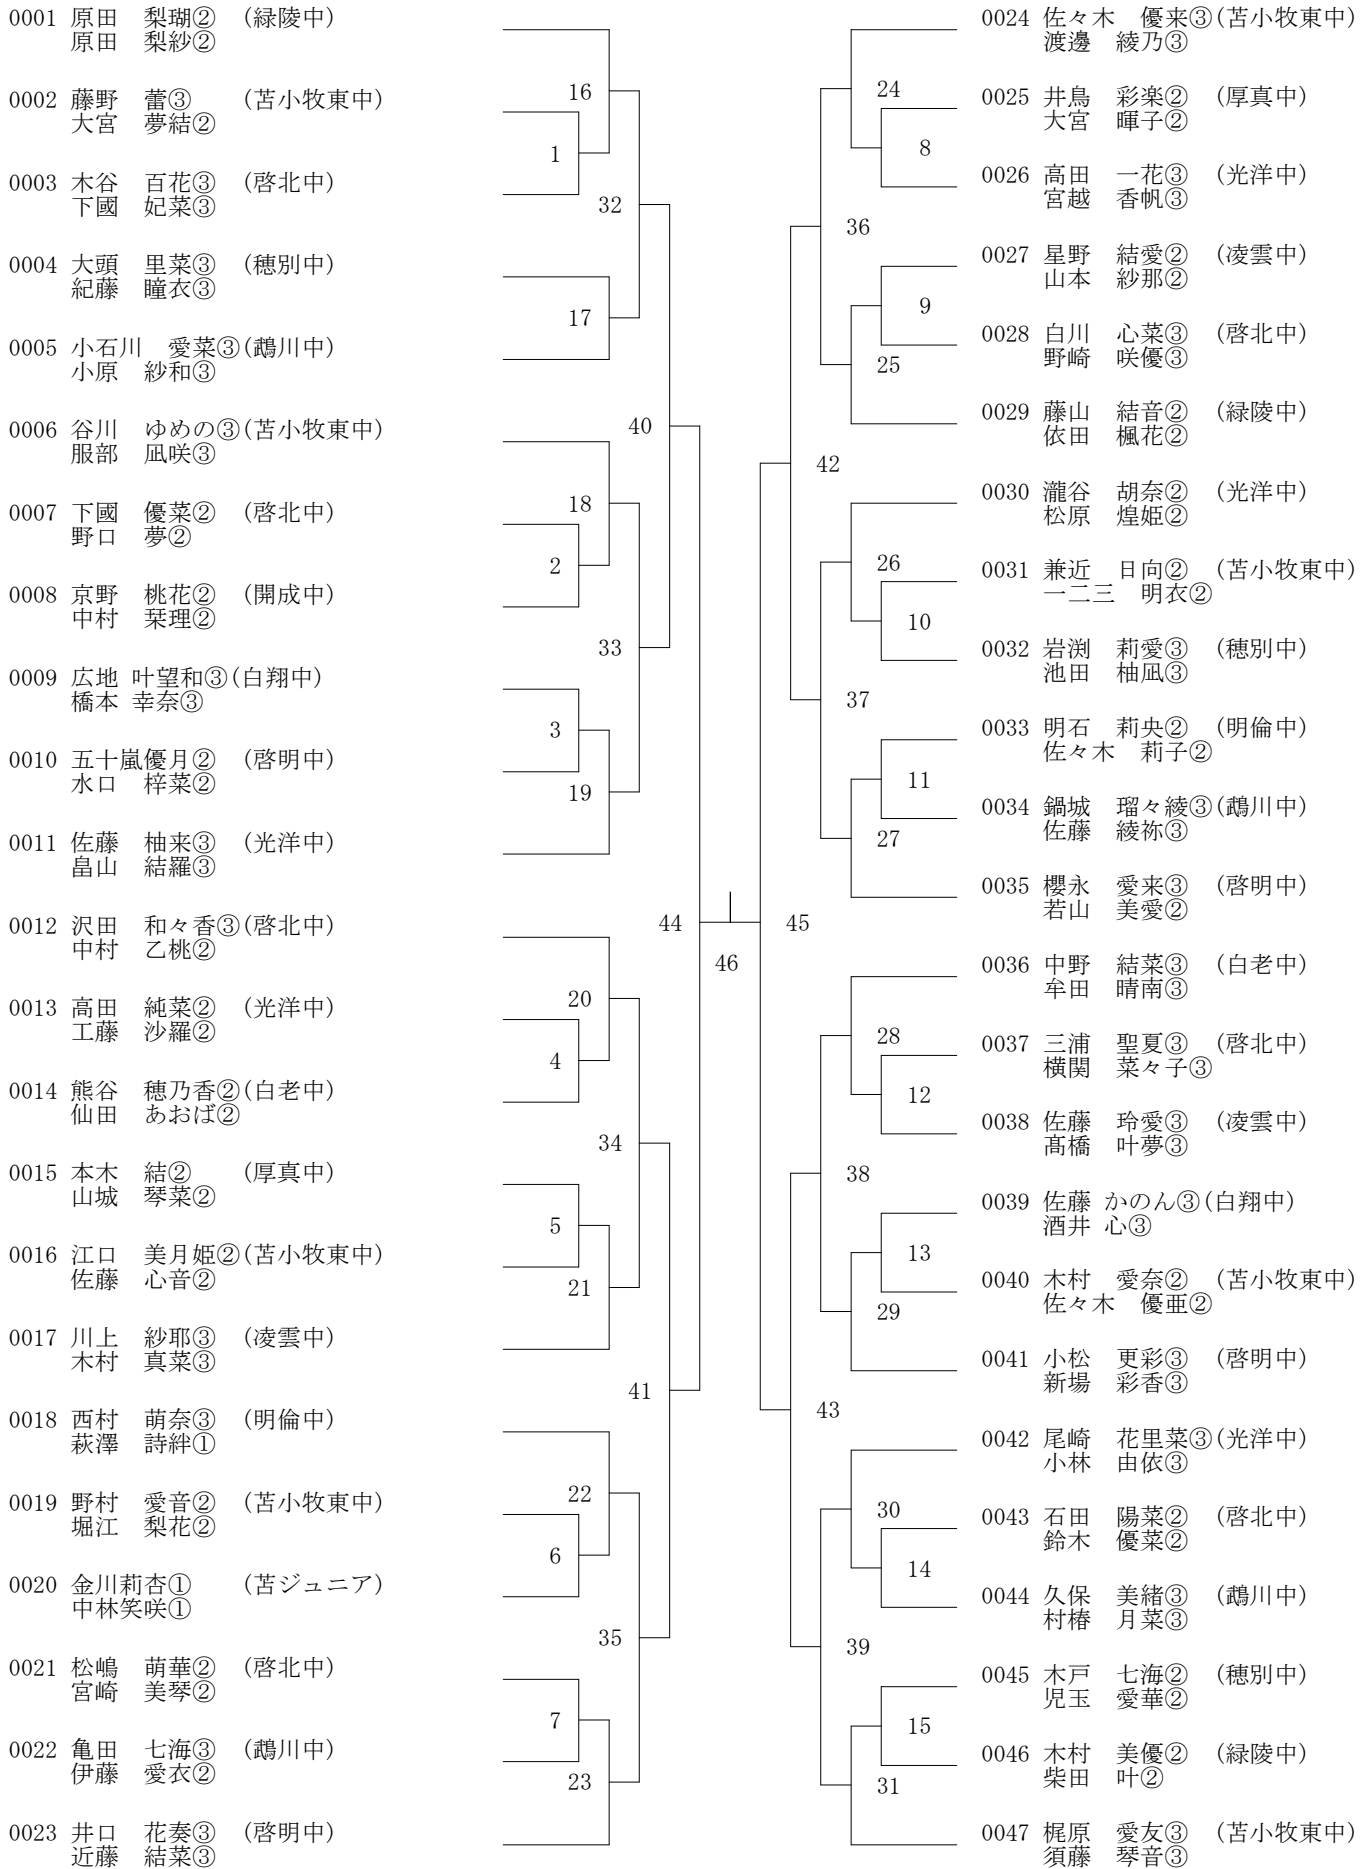 0001 原田　梨瑚②　(緑陵中)
原田　梨紗②
0002 藤野　蕾③　　(苫小牧東中)
大宮　夢結②
0003 木谷　百花③　(啓北中)
下國　妃菜③
0004 大頭　里菜③　(穂別中)
紀藤　瞳衣③
0005 小石川　愛菜③(鵡川中)
小原　紗和③
0006 谷川　ゆめの③(苫小牧東中)
服部　凪咲③
0007 下國　優菜②　(啓北中)
野口　夢②
0008 京野　桃花②　(開成中)
中村　栞理②
0009 広地 叶望和③(白翔中)
橋本 幸奈③
0010 五十嵐優月②　(啓明中)
水口　梓菜②
0011 佐藤　柚来③　(光洋中)
畠山　結羅③
0012 沢田　和々香③(啓北中)
中村　乙桃②
0013 高田　純菜②　(光洋中)
工藤　沙羅②
0014 熊谷　穂乃香②(白老中)
仙田　あおば②
0015 本木　結②　　(厚真中)
山城　琴菜②
0016 江口　美月姫②(苫小牧東中)
佐藤　心音②
0017 川上　紗耶③　(凌雲中)
木村　真菜③
0018 西村　萌奈③　(明倫中)
萩澤　詩絆①
0019 野村　愛音②　(苫小牧東中)
堀江　梨花②
0020 金川莉杏①　　(苫ジュニア)
中林笑咲①
0021 松嶋　萌華②　(啓北中)
宮崎　美琴②
0022 亀田　七海③　(鵡川中)
伊藤　愛衣②
0023 井口　花奏③　(啓明中)
近藤　結菜③
16
1
32
17
40
18
2
33
3
19
44
20
4
34
5
21
41
22
6
35
7
23
46
45
24
8
36
9
25
42
26
10
37
11
27
28
12
38
13
29
43
30
14
39
15
31
0024 佐々木　優来③(苫小牧東中)
渡邊　綾乃③
0025 井鳥　彩楽②　(厚真中)
大宮　暉子②
0026 高田　一花③　(光洋中)
宮越　香帆③
0027 星野　結愛②　(凌雲中)
山本　紗那②
0028 白川　心菜③　(啓北中)
野崎　咲優③
0029 藤山　結音②　(緑陵中)
依田　楓花②
0030 瀧谷　胡奈②　(光洋中)
松原　煌姫②
0031 兼近　日向②　(苫小牧東中)
一二三　明衣②
0032 岩渕　莉愛③　(穂別中)
池田　柚凪③
0033 明石　莉央②　(明倫中)
佐々木　莉子②
0034 鍋城　瑠々綾③(鵡川中)
佐藤　綾祢③
0035 櫻永　愛来③　(啓明中)
若山　美愛②
0036 中野　結菜③　(白老中)
牟田　晴南③
0037 三浦　聖夏③　(啓北中)
横関　菜々子③
0038 佐藤　玲愛③　(凌雲中)
髙橋　叶夢③
0039 佐藤 かのん③(白翔中)
酒井 心③
0040 木村　愛奈②　(苫小牧東中)
佐々木　優亜②
0041 小松　更彩③　(啓明中)
新場　彩香③
0042 尾崎　花里菜③(光洋中)
小林　由依③
0043 石田　陽菜②　(啓北中)
鈴木　優菜②
0044 久保　美緒③　(鵡川中)
村椿　月菜③
0045 木戸　七海②　(穂別中)
児玉　愛華②
0046 木村　美優②　(緑陵中)
柴田　叶②
0047 梶原　愛友③　(苫小牧東中)
須藤　琴音③